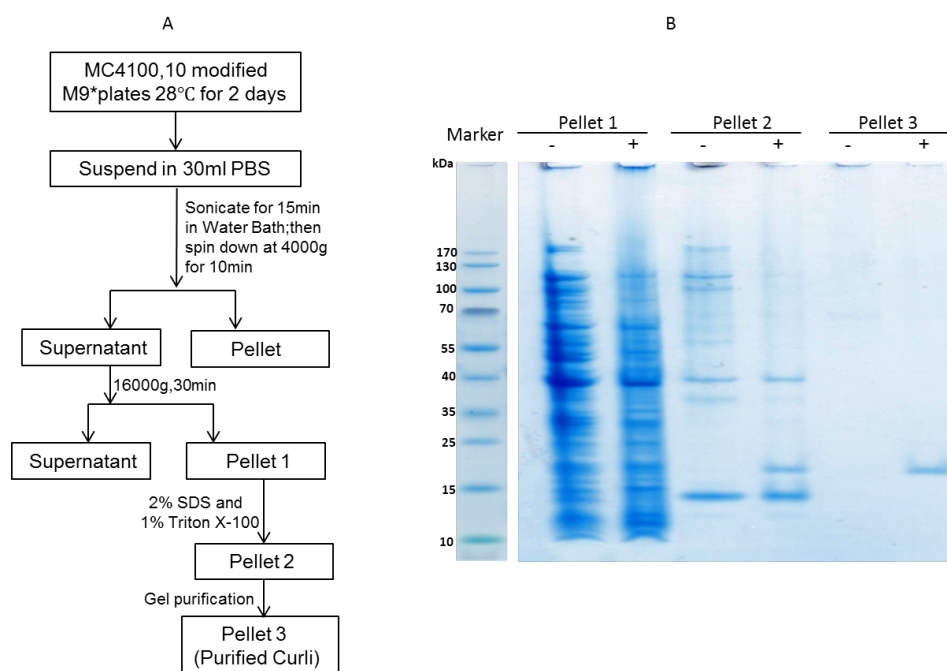 A
MC4100,10 modified
M9*plates 28℃ for 2 days
Suspend in 30ml PBS
Sonicate for 15min
in Water Bath;then
spin down at 4000g
for 10min
Supernatant
Pellet
16000g,30min
Supernatant
Pellet 1
2% SDS and
1% Triton X-100
Pellet 2
Gel purification
Pellet 3
(Purified Curli)
B
Marker
Pellet 1
Pellet 2
Pellet 3
- + - + - +
kDa
170
130
100
70
55
40
35
25
15
10